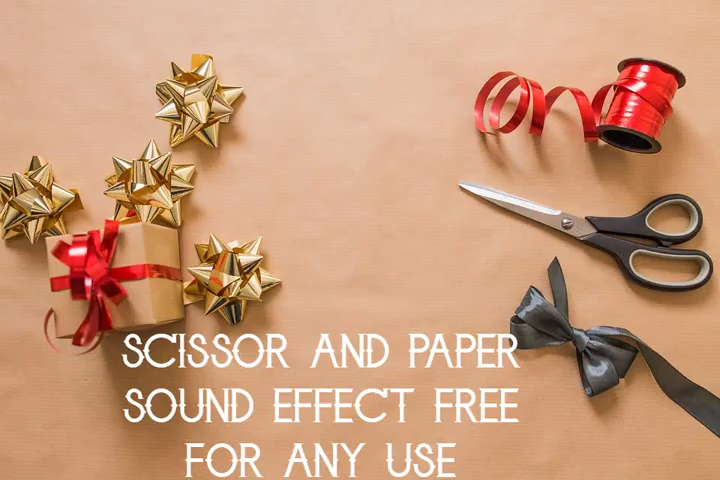 SCISSOR AND PAPER
SOUND EFFECT FREE
FOR ANY USE